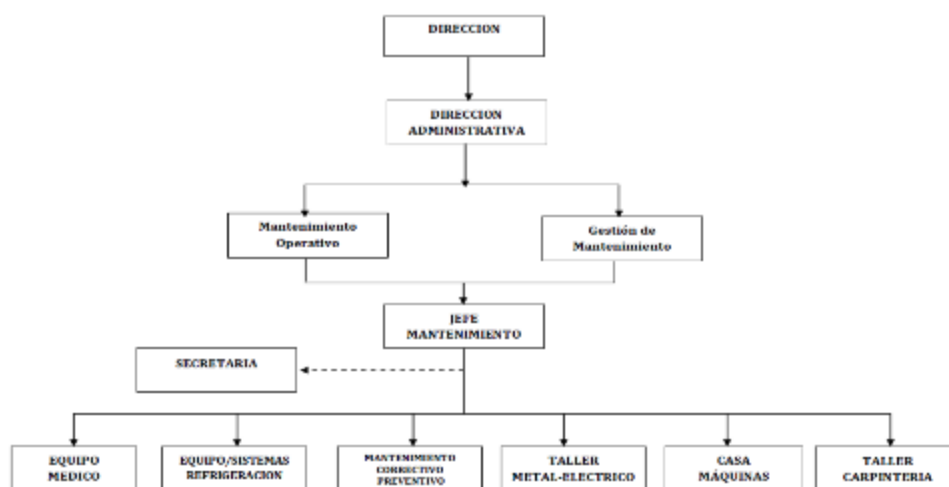 DIRECCION
DIRECCION
ADMINISTRATIVA
Mantenimiento
Operativo
Gestión de
Mantenimiento
JEFE
MANTENIMIENTO
SECRETARIA
EQUIPO
MEDICO
EQUIPO/SISTEMAS
REFRIGERACION
MANTENIMIENTO
CORRECTIVO
PREVENTIVO
TALLER
METAL-ELECTRICO
CASA
MÁQUINAS
TALLER
CARPINTERIA